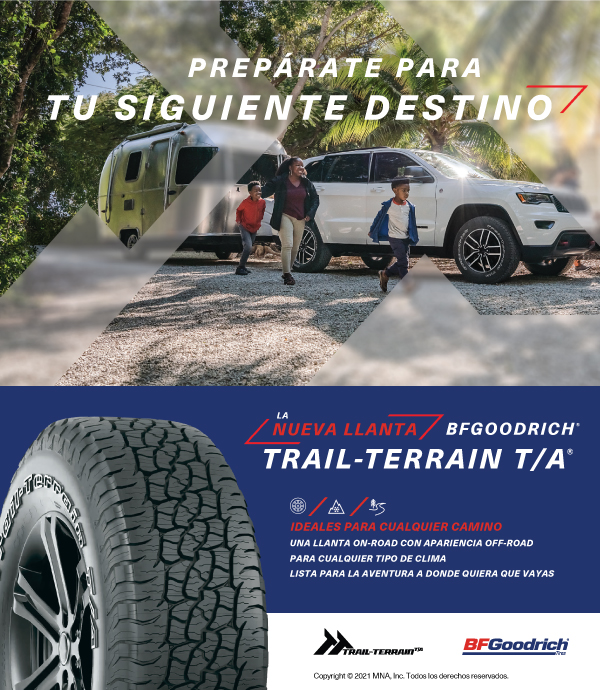 PREPÁRATE PARA
TU SIGUIENTE DESTINO
LA
NUEVA LLANTA BFGOODRICH®
TRAIL-TERRAIN T/A®
IDEALES PARA CUALQUIER CAMINO
UNA LLANTA ON-ROAD CON APARIENCIA OFF-ROAD
PARA CUALQUIER TIPO DE CLIMA
LISTA PARA LA AVENTURA A DONDE QUIERA QUE VAYAS
TRAIL-TERRAIN T/A
BFGoodrich
Tires
Copyright © 2021 MNA, Inc. Todos los derechos reservados.